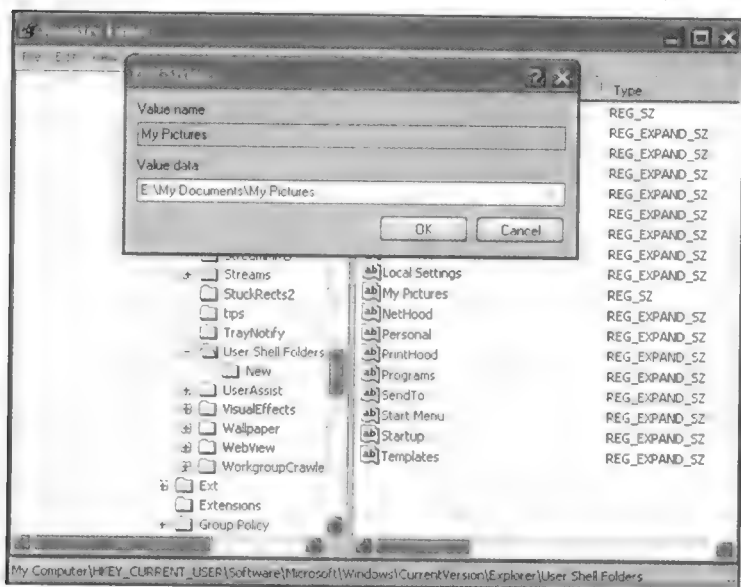 Type
Value name
My Pictures
Value data
E:\My Documents\My Pictures
OK Cancel
REG_SZ
REG_EXPAND_SZ
REG_EXPAND_SZ
REG_EXPAND_SZ
REG_EXPAND_SZ
REG_EXPAND_SZ
REG_EXPAND_SZ
REG_EXPAND_SZ
Streams
Local Settings REG_EXPAND_SZ
StuckRects2
My Pictures REG_SZ
tips
NetHood REG_EXPAND_SZ
TrayNotify
Personal REG_EXPAND_SZ
User Shell Folders
PrintHood REG_EXPAND_SZ
New
Programs REG_EXPAND_SZ
UserAssist
SendTo REG_EXPAND_SZ
VisualEffects
Start Menu REG_EXPAND_SZ
Wallpaper
Startup REG_EXPAND_SZ
WebView
Templates REG_EXPAND_SZ
WorkgroupCrawle
Ext
Extensions
Group Policy
My Computer\HKEY_CURRENT_USER\Software\Microsoft\Windows\CurrentVersion\Explorer\User Shell Folders